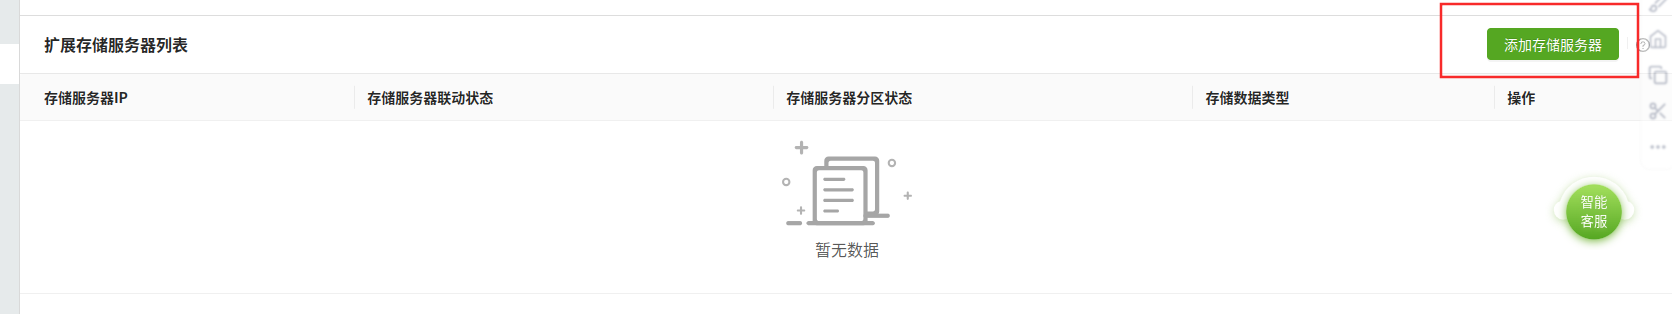 扩展存储服务器列表
添加存储服务器
存储服务器IP 存储服务器联动状态 存储服务器分区状态 存储数据类型 操作
智能
客服
暂无数据